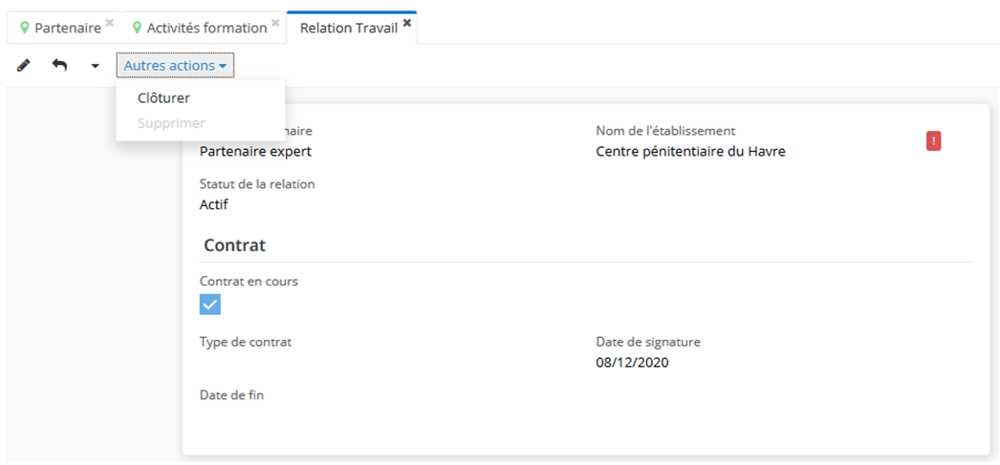 Partenaire
Activités formation
Relation Travail
Autres actions
Clôturer
Supprimer
Nom de l'établissement
Partenaire expert
Centre pénitentiaire du Havre
!
Statut de la relation
Actif
Contrat
Contrat en cours
Type de contrat
Date de signature
08/12/2020
Date de fin